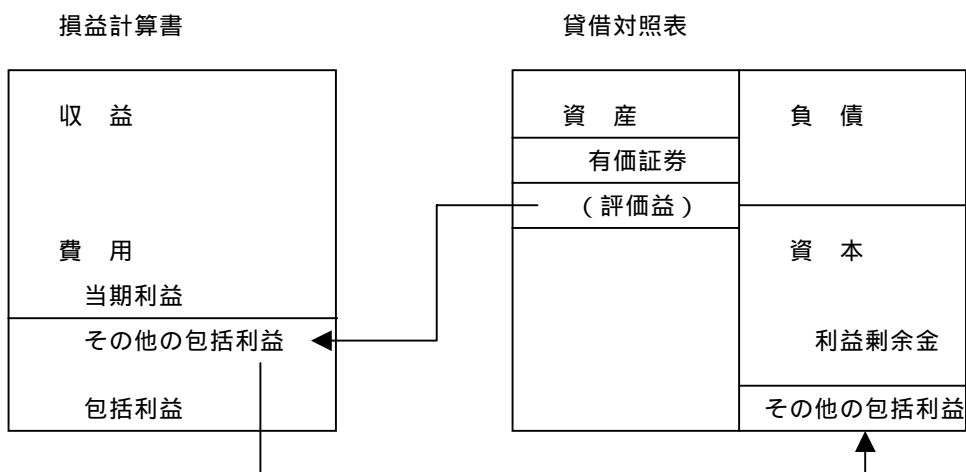 損益計算書
収　益
費　用
当期利益
その他の包括利益
包括利益
貸借対照表
資　産
有価証券
（評価益）
負　債
資　本
利益剰余金
その他の包括利益